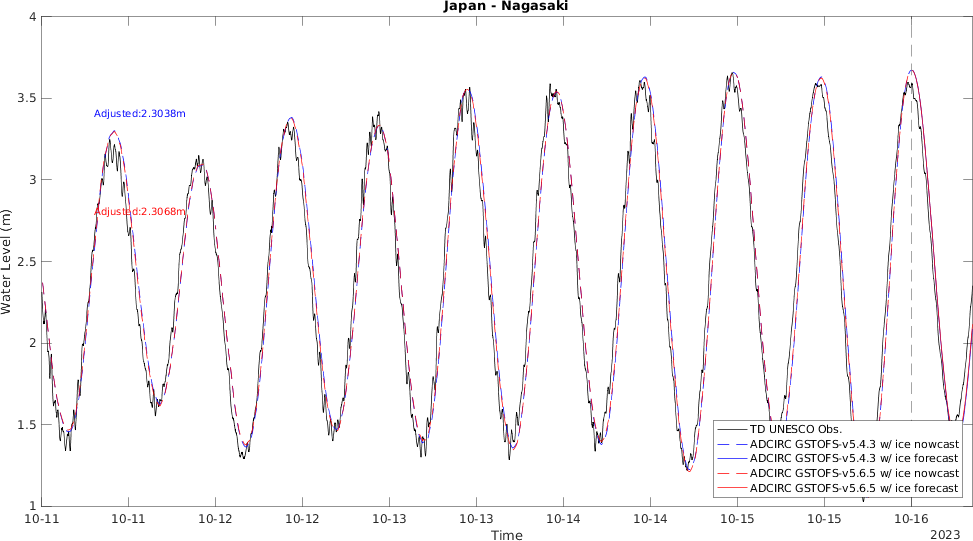 Japan - Nagasaki
4
3.5
3
2.5
2
1.5
1
Water Level (m)
Adjusted:2.3038m
Adjusted:2.3068m
TD UNESCO Obs.
ADCIRC GSTOFS-v5.4.3 w/ ice nowcast
ADCIRC GSTOFS-v5.4.3 w/ ice forecast
ADCIRC GSTOFS-v5.6.5 w/ ice nowcast
ADCIRC GSTOFS-v5.6.5 w/ ice forecast
10-11 10-11 10-12 10-12 10-13 10-13 10-14 10-14 10-15 10-15 10-16
Time
2023